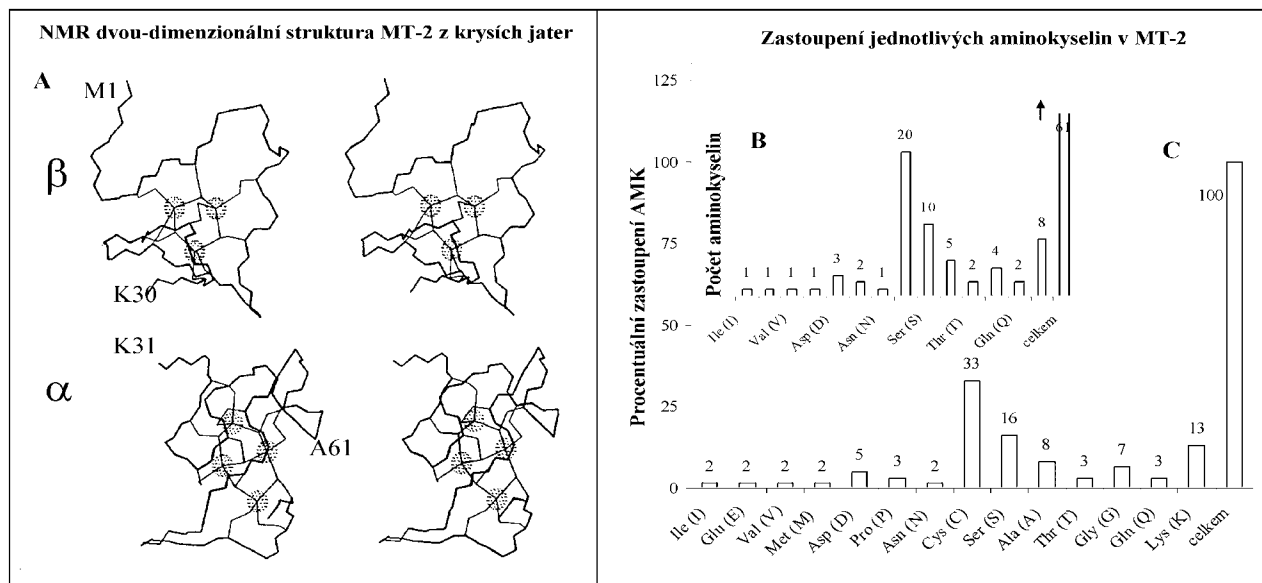 NMR dvou-dimenzionální struktura MT-2 z krysích jater
A
M1
β
K30
K31
α
A61
Zastoupení jednotlivých aminokyselin v MT-2
Procentuální zastoupení AMK
125
100
75
50
25
0
B
Počet aminokyselin
1 1 1 1 3 2 1 20 10 5 2 4 2 8 61
Ile (I) Val (V) Asp (D) Asn (N) Ser (S) Thr (T) Gln (Q) celkem
C
2 2 2 2 5 3 2 33 16 8 3 7 3 13 100
Ile (I) Glu (E) Val (V) Met (M) Asp (D) Pro (P) Asn (N) Cys (C) Ser (S) Ala (A) Thr (T) Gly (G) Gln (Q) Lys (K) celkem